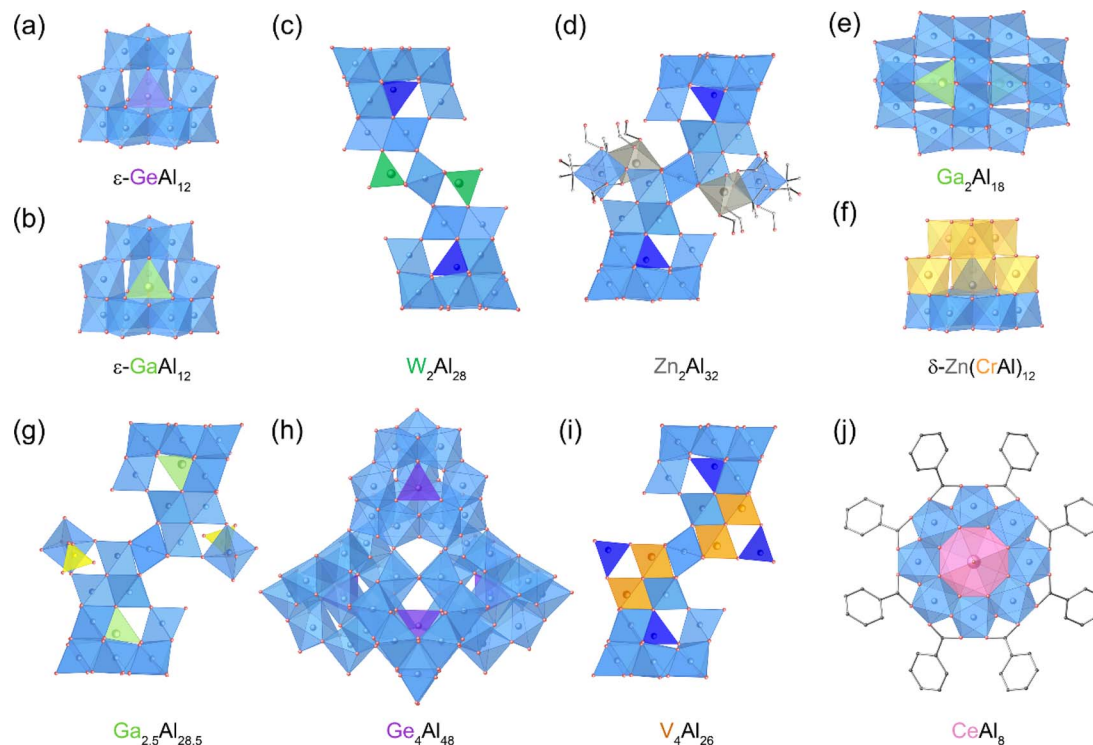 (a)
ε-GeAl₁₂
(b)
ε-GaAl₁₂
(c)
W₂Al₂₈
(d)
Zn₂Al₃₂
(e)
Ga₂Al₁₈
(f)
δ-Zn(CrAl)₁₂
(g)
Ga₂.₅Al₂₈.₅
(h)
Ge₄Al₄₈
(i)
V₄Al₂₆
(j)
CeAl₈